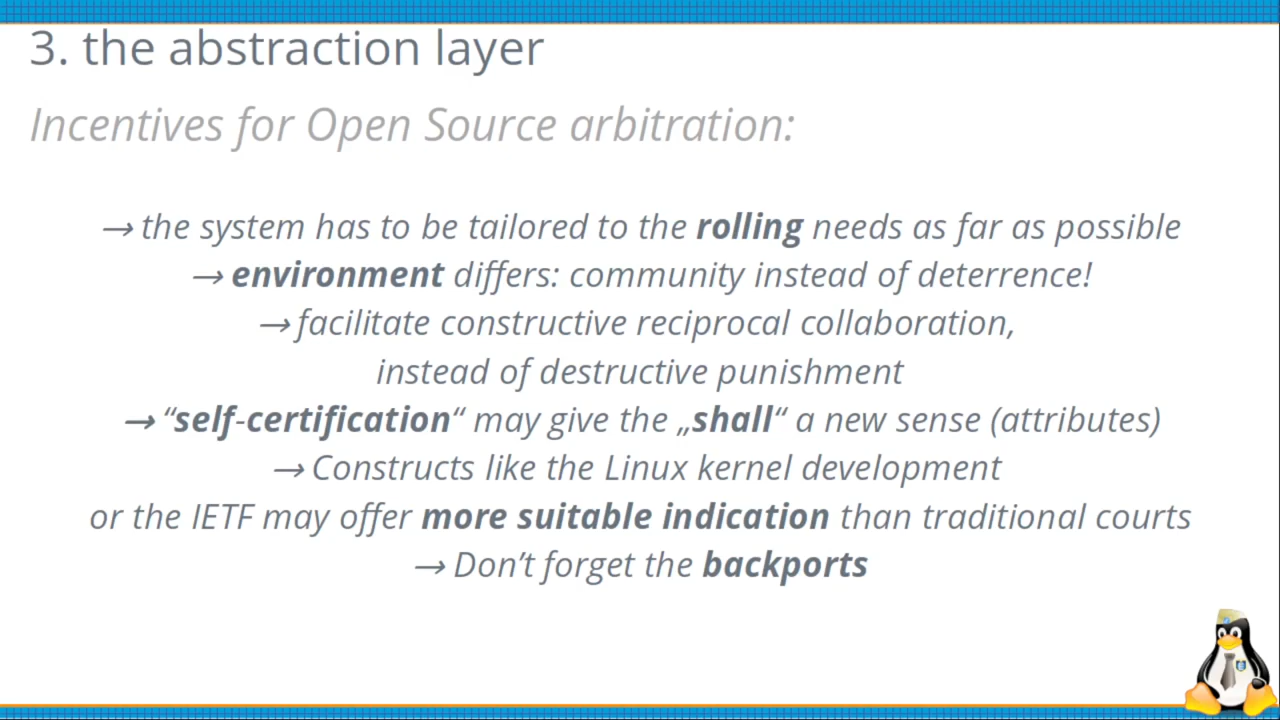 3. the abstraction layer
Incentives for Open Source arbitration:
→ the system has to be tailored to the rolling needs as far as possible
→ environment differs: community instead of deterrence!
→ facilitate constructive reciprocal collaboration,
instead of destructive punishment
→ “self-certification“ may give the „shall“ a new sense (attributes)
→ Constructs like the Linux kernel development
or the IETF may offer more suitable indication than traditional courts
→ Don’t forget the backports